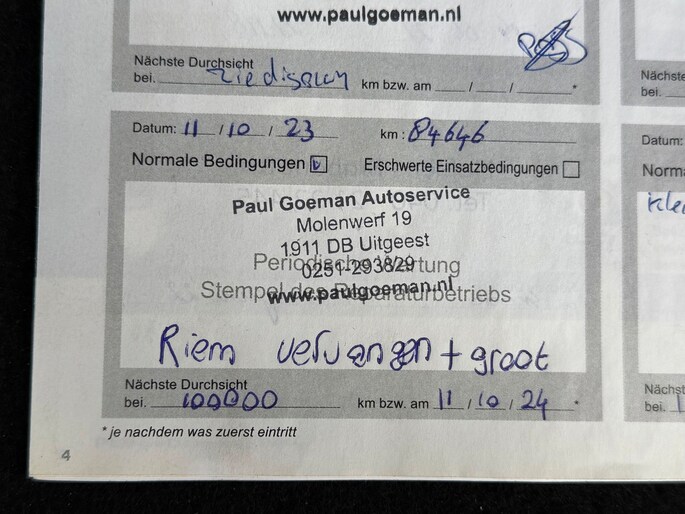 www.paulgoeman.nl
Nächste Durchsicht
bei. zie display km bzw. am / / *
Nächste
bei.
Datum: 11 / 10 / 23 km : 84646
Normale Bedingungen Erschwerte Einsatzbedingungen
Paul Goeman Autoservice
Molenwerf 19
1911 DB Uitgeest
0251-293829
Periodische Wartung
www.paulgoeman.nl
Stempel des Reparaturbetriebs
Riem vervangen + groot
Nächste Durchsicht
bei. 100000 km bzw. am 11 / 10 / 24 *
* je nachdem was zuerst eintritt
4
Datum:
Norma
Nächst
bei.